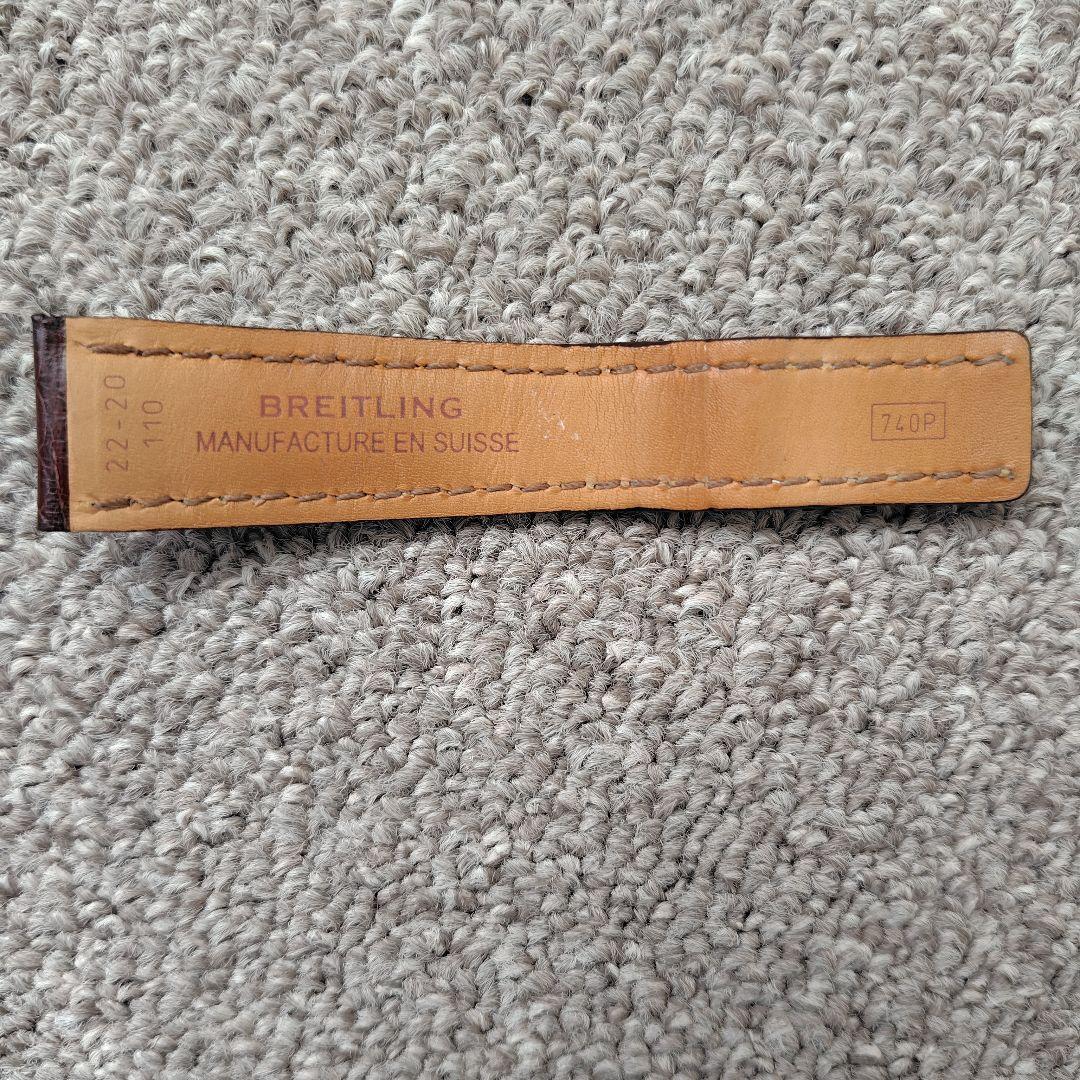 22-20
110
BREITLING
MANUFACTURE EN SUISSE
740P